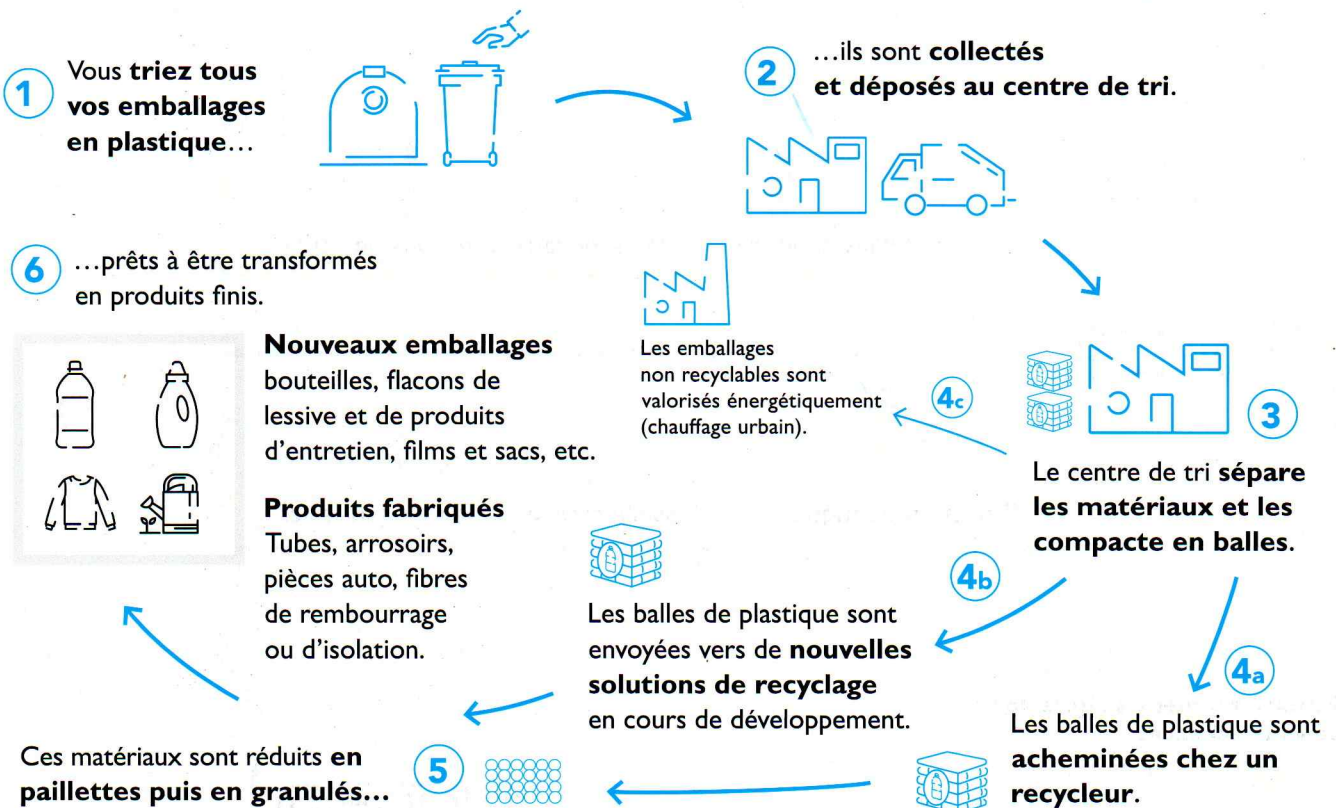 1
Vous triez tous
vos emballages
en plastique…
2
…ils sont collectés
et déposés au centre de tri.
3
Le centre de tri sépare
les matériaux et les
compacte en balles.
4a
Les balles de plastique sont
acheminées chez un
recycleur.
4b
Les balles de plastique sont
envoyées vers de nouvelles
solutions de recyclage
en cours de développement.
4c
Les emballages
non recyclables sont
valorisés énergétiquement
(chauffage urbain).
5
Ces matériaux sont réduits en
paillettes puis en granulés…
6
…prêts à être transformés
en produits finis.
Nouveaux emballages
bouteilles, flacons de
lessive et de produits
d'entretien, films et sacs, etc.
Produits fabriqués
Tubes, arrosoirs,
pièces auto, fibres
de rembourrage
ou d'isolation.